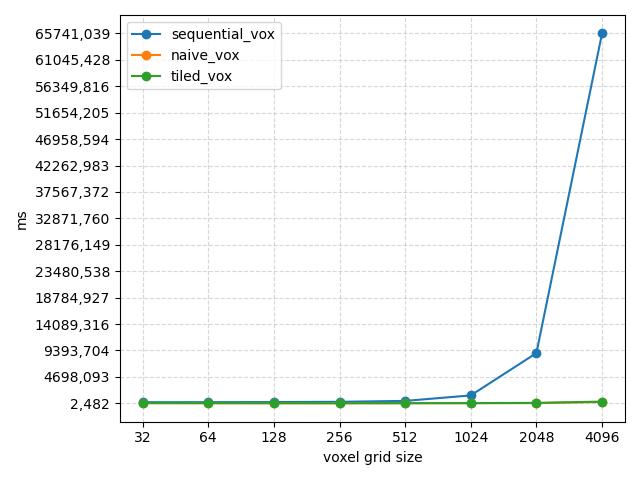 65741,039
61045,428
56349,816
51654,205
46958,594
42262,983
37567,372
32871,760
28176,149
23480,538
18784,927
14089,316
9393,704
4698,093
2,482
ms
sequential_vox
naive_vox
tiled_vox
32 64 128 256 512 1024 2048 4096
voxel grid size